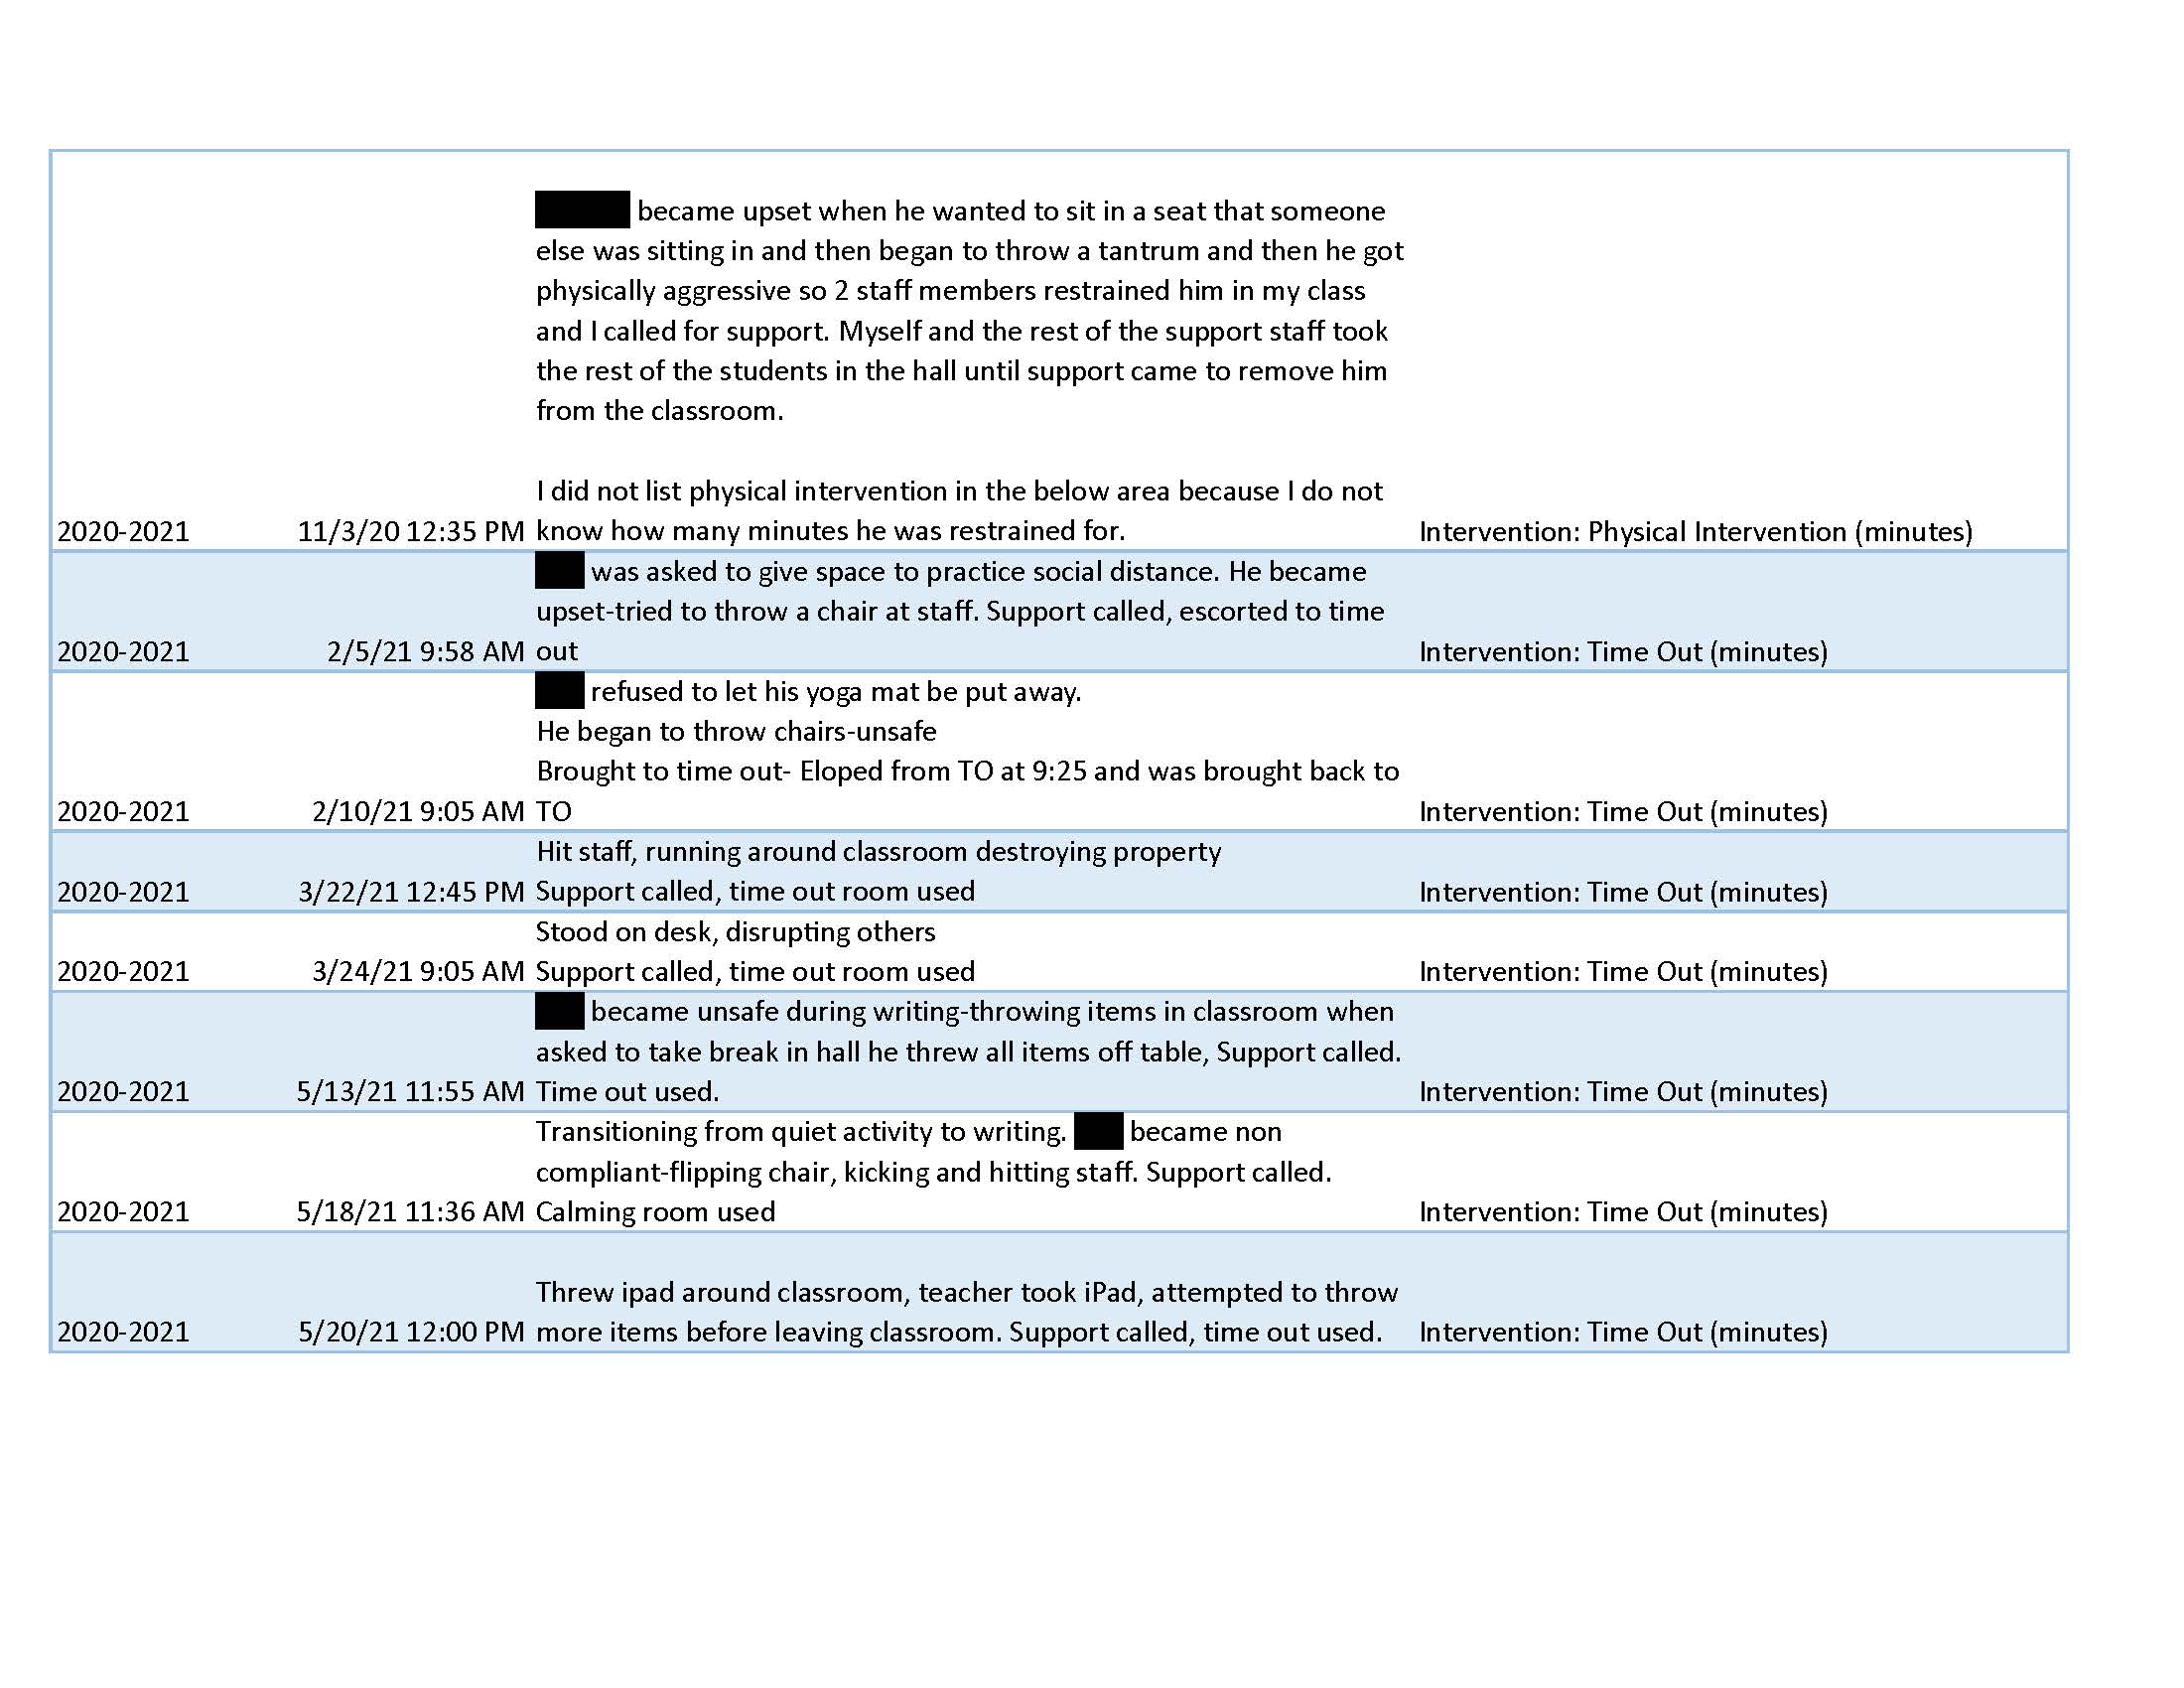 became upset when he wanted to sit in a seat that someone
else was sitting in and then began to throw a tantrum and then he got
physically aggressive so 2 staff members restrained him in my class
and I called for support. Myself and the rest of the support staff took
the rest of the students in the hall until support came to remove him
from the classroom.
I did not list physical intervention in the below area because I do not
2020-2021 11/3/20 12:35 PM know how many minutes he was restrained for. Intervention: Physical Intervention (minutes)
was asked to give space to practice social distance. He became
upset-tried to throw a chair at staff. Support called, escorted to time
2020-2021 2/5/21 9:58 AM out Intervention: Time Out (minutes)
refused to let his yoga mat be put away.
He began to throw chairs-unsafe
Brought to time out- Eloped from TO at 9:25 and was brought back to
2020-2021 2/10/21 9:05 AM TO Intervention: Time Out (minutes)
Hit staff, running around classroom destroying property
2020-2021 3/22/21 12:45 PM Support called, time out room used Intervention: Time Out (minutes)
Stood on desk, disrupting others
2020-2021 3/24/21 9:05 AM Support called, time out room used Intervention: Time Out (minutes)
became unsafe during writing-throwing items in classroom when
asked to take break in hall he threw all items off table, Support called.
2020-2021 5/13/21 11:55 AM Time out used. Intervention: Time Out (minutes)
Transitioning from quiet activity to writing. became non
compliant-flipping chair, kicking and hitting staff. Support called.
2020-2021 5/18/21 11:36 AM Calming room used Intervention: Time Out (minutes)
Threw ipad around classroom, teacher took iPad, attempted to throw
2020-2021 5/20/21 12:00 PM more items before leaving classroom. Support called, time out used. Intervention: Time Out (minutes)